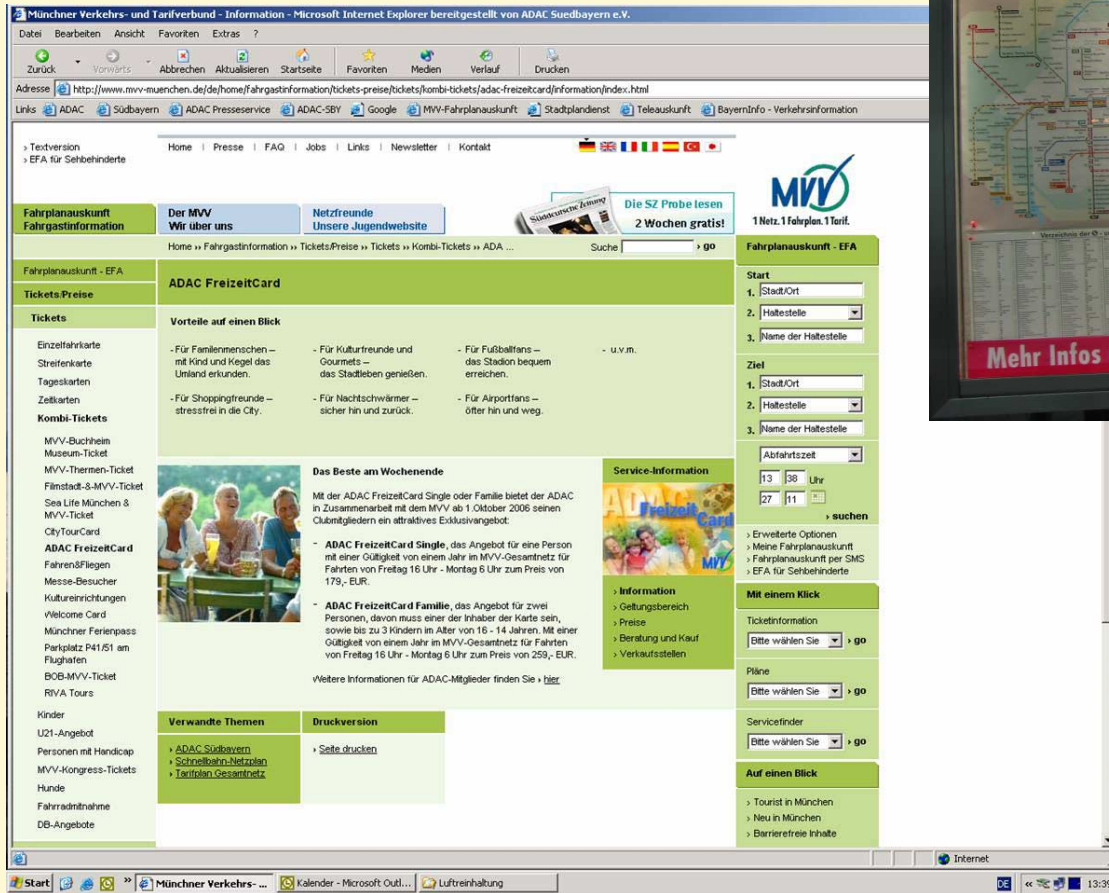 Münchner Verkehrs- und Tarifverbund - Information - Microsoft Internet Explorer bereitgestellt von ADAC Suedbayern e.V.
Datei Bearbeiten Ansicht Favoriten Extras ?
Zurück Vorwärts Abbrechen Aktualisieren Startseite Favoriten Medien Verlauf Drucken
Adresse http://www.mvv-muenchen.de/de/home/fahrgastinformation/tickets-preise/tickets/kombi-tickets/adac-freizeitcard/information/index.html
Links ADAC Südbayern ADAC Presseservice ADAC-SBY Google MVV-Fahrplanauskunft Stadtplandienst Teleauskunft BayernInfo - Verkehrsinformation
› Textversion
› EFA für Sehbehinderte
Home | Presse | FAQ | Jobs | Links | Newsletter | Kontakt
Fahrplanauskunft
Fahrgastinformation
Der MVV
Wir über uns
Netzfreunde
Unsere Jugendwebsite
Süddeutsche Zeitung
Die SZ Probe lesen
2 Wochen gratis!
MVV
1 Netz. 1 Fahrplan. 1 Tarif.
Home ›› Fahrgastinformation ›› Tickets/Preise ›› Tickets ›› Kombi-Tickets ›› ADA ...
Suche › go
Fahrplanauskunft - EFA
Tickets/Preise
Tickets
Einzelfahrkarte
Streifenkarte
Tageskarten
Zeitkarten
Kombi-Tickets
MVV-Buchheim
Museum-Ticket
MVV-Thermen-Ticket
Filmstadt-&-MVV-Ticket
Sea Life München &
MVV-Ticket
CityTourCard
ADAC FreizeitCard
Fahren&Fliegen
Messe-Besucher
Kultureinrichtungen
Welcome Card
Münchner Ferienpass
Parkplatz P41/51 am
Flughafen
BOB-MVV-Ticket
RIVA Tours
Kinder
U21-Angebot
Personen mit Handicap
MVV-Kongress-Tickets
Hunde
Fahrradmitnahme
DB-Angebote
ADAC FreizeitCard
Vorteile auf einen Blick
- Für Familenmenschen –
mit Kind und Kegel das
Umland erkunden.
- Für Shoppingfreunde –
stressfrei in die City.
- Für Kulturfreunde und
Gourmets –
das Stadtleben genießen.
- Für Nachtschwärmer –
sicher hin und zurück.
- Für Fußballfans –
das Stadion bequem
erreichen.
- Für Airportfans –
öfter hin und weg.
- u.v.m.
Das Beste am Wochenende
Mit der ADAC FreizeitCard Single oder Familie bietet der ADAC
in Zusammenarbeit mit dem MVV ab 1.Oktober 2006 seinen
Clubmitgliedern ein attraktives Exklusivangebot:
- ADAC FreizeitCard Single, das Angebot für eine Person
mit einer Gültigkeit von einem Jahr im MVV-Gesamtnetz für
Fahrten von Freitag 16 Uhr - Montag 6 Uhr zum Preis von
179,- EUR.
- ADAC FreizeitCard Familie, das Angebot für zwei
Personen, davon muss einer der Inhaber der Karte sein,
sowie bis zu 3 Kindern im Alter von 16 - 14 Jahren. Mit einer
Gültigkeit von einem Jahr im MVV-Gesamtnetz für Fahrten
von Freitag 16 Uhr - Montag 6 Uhr zum Preis von 259,- EUR.
Weitere Informationen für ADAC-Mitglieder finden Sie › hier
Service-Information
ADAC
Freizeit
Card
MVV
› Information
› Geltungsbereich
› Preise
› Beratung und Kauf
› Verkaufsstellen
Verwandte Themen
› ADAC Südbayern
› Schnellbahn-Netzplan
› Tarifplan Gesamtnetz
Druckversion
› Seite drucken
Fahrplanauskunft - EFA
Start
1. Stadt/Ort
2. Haltestelle
3. Name der Haltestelle
Ziel
1. Stadt/Ort
2. Haltestelle
3. Name der Haltestelle
Abfahrtszeit
13 38 Uhr
27 11
› suchen
› Erweiterte Optionen
› Meine Fahrplanauskunft
› Fahrplanauskunft per SMS
› EFA für Sehbehinderte
Mit einem Klick
Ticketinformation
Bitte wählen Sie › go
Pläne
Bitte wählen Sie › go
Servicefinder
Bitte wählen Sie › go
Auf einen Blick
› Tourist in München
› Neu in München
› Barrierefreie Inhalte
Internet
Start Münchner Verkehrs- ... Kalender - Microsoft Outl... Luftreinhaltung DE 13:39
Verzeichnis der
Mehr Infos